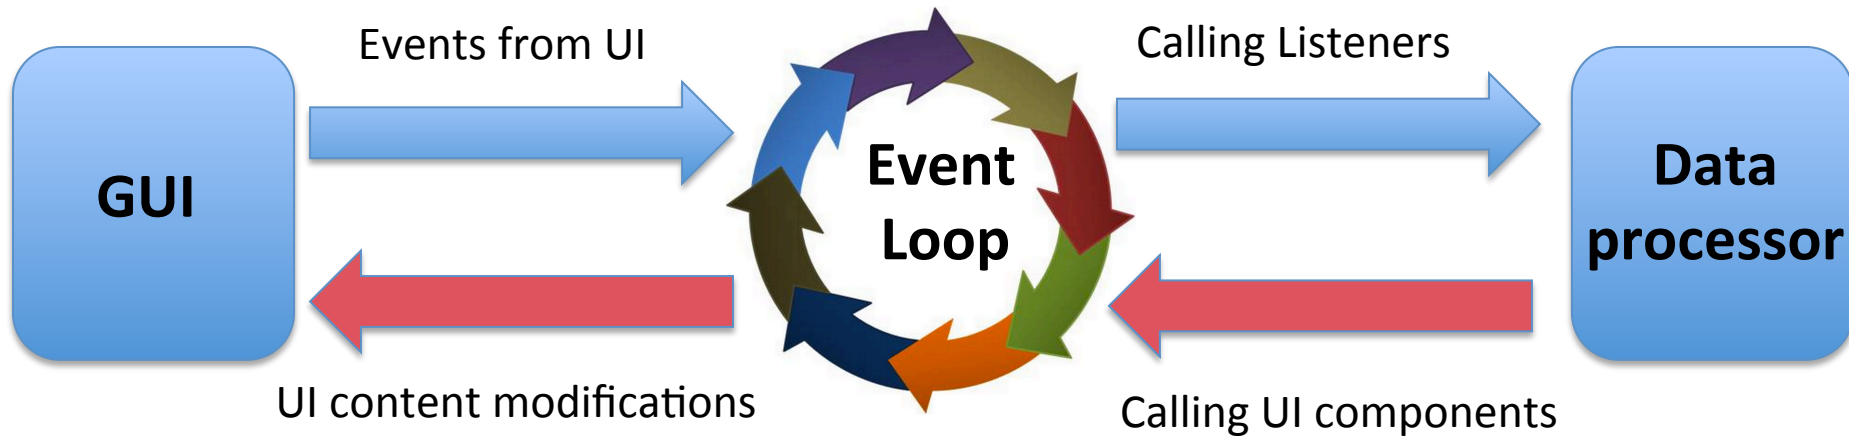 Events from UI
Calling Listeners
GUI
Event
Loop
Data
processor
UI content modifications
Calling UI components